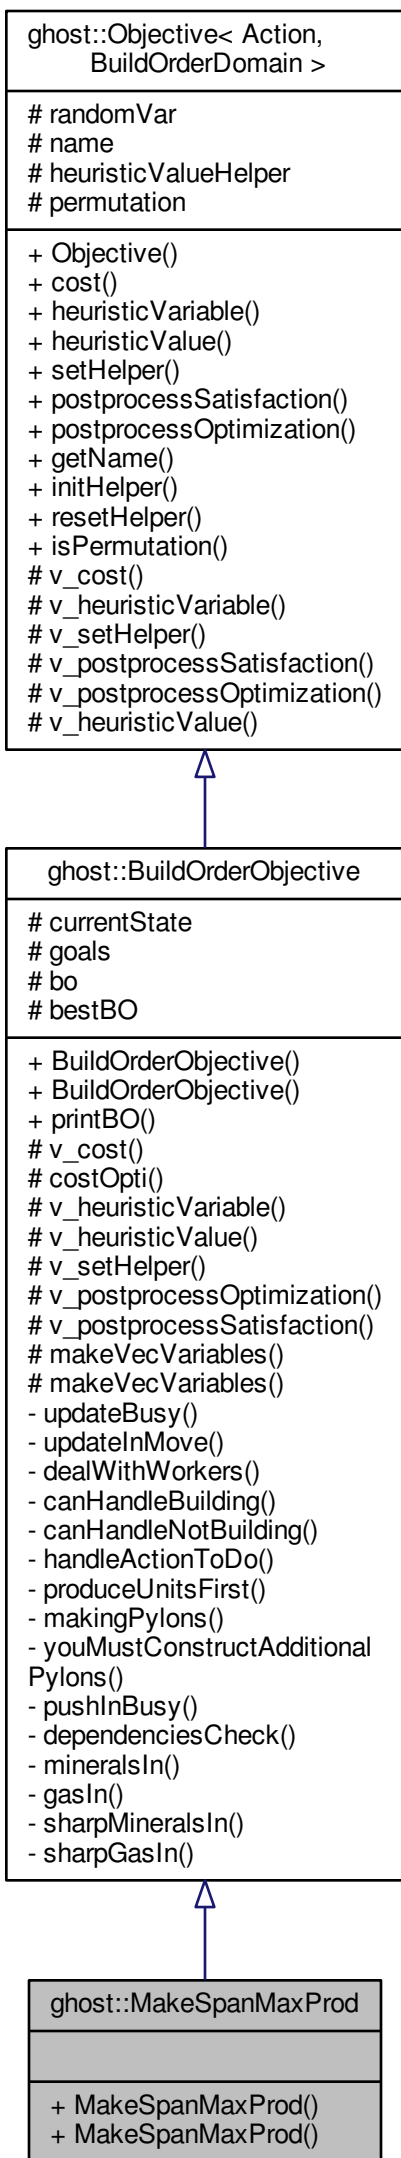 ghost::Objective< Action,
BuildOrderDomain >
# randomVar
# name
# heuristicValueHelper
# permutation
+ Objective()
+ cost()
+ heuristicVariable()
+ heuristicValue()
+ setHelper()
+ postprocessSatisfaction()
+ postprocessOptimization()
+ getName()
+ initHelper()
+ resetHelper()
+ isPermutation()
# v_cost()
# v_heuristicVariable()
# v_setHelper()
# v_postprocessSatisfaction()
# v_postprocessOptimization()
# v_heuristicValue()
ghost::BuildOrderObjective
# currentState
# goals
# bo
# bestBO
+ BuildOrderObjective()
+ BuildOrderObjective()
+ printBO()
# v_cost()
# costOpti()
# v_heuristicVariable()
# v_heuristicValue()
# v_setHelper()
# v_postprocessOptimization()
# v_postprocessSatisfaction()
# makeVecVariables()
# makeVecVariables()
- updateBusy()
- updateInMove()
- dealWithWorkers()
- canHandleBuilding()
- canHandleNotBuilding()
- handleActionToDo()
- produceUnitsFirst()
- makingPylons()
- youMustConstructAdditional
Pylons()
- pushInBusy()
- dependenciesCheck()
- mineralsIn()
- gasIn()
- sharpMineralsIn()
- sharpGasIn()
ghost::MakeSpanMaxProd
+ MakeSpanMaxProd()
+ MakeSpanMaxProd()